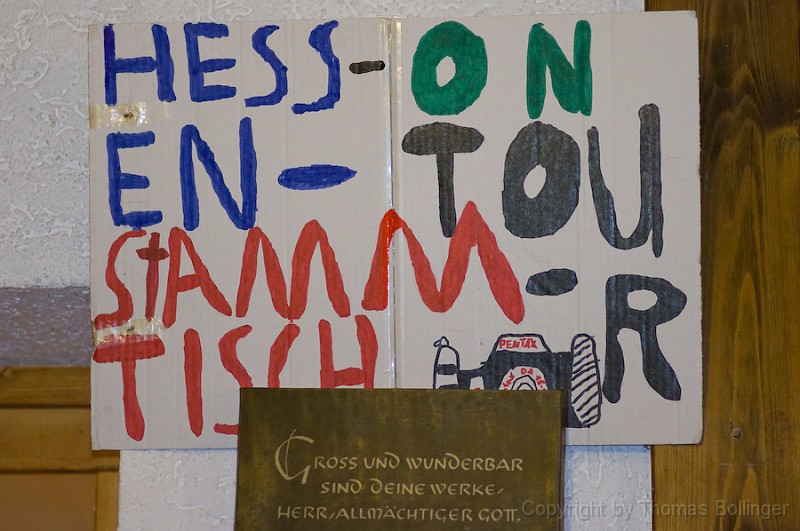 HESS-ON
EN-TOU
STAMM-R
TISCH
PENTAX
GROSS UND WUNDERBAR
SIND DEINE WERKE,
HERR, ALLMÄCHTIGER GOTT.
Copyright by Thomas Bollinger